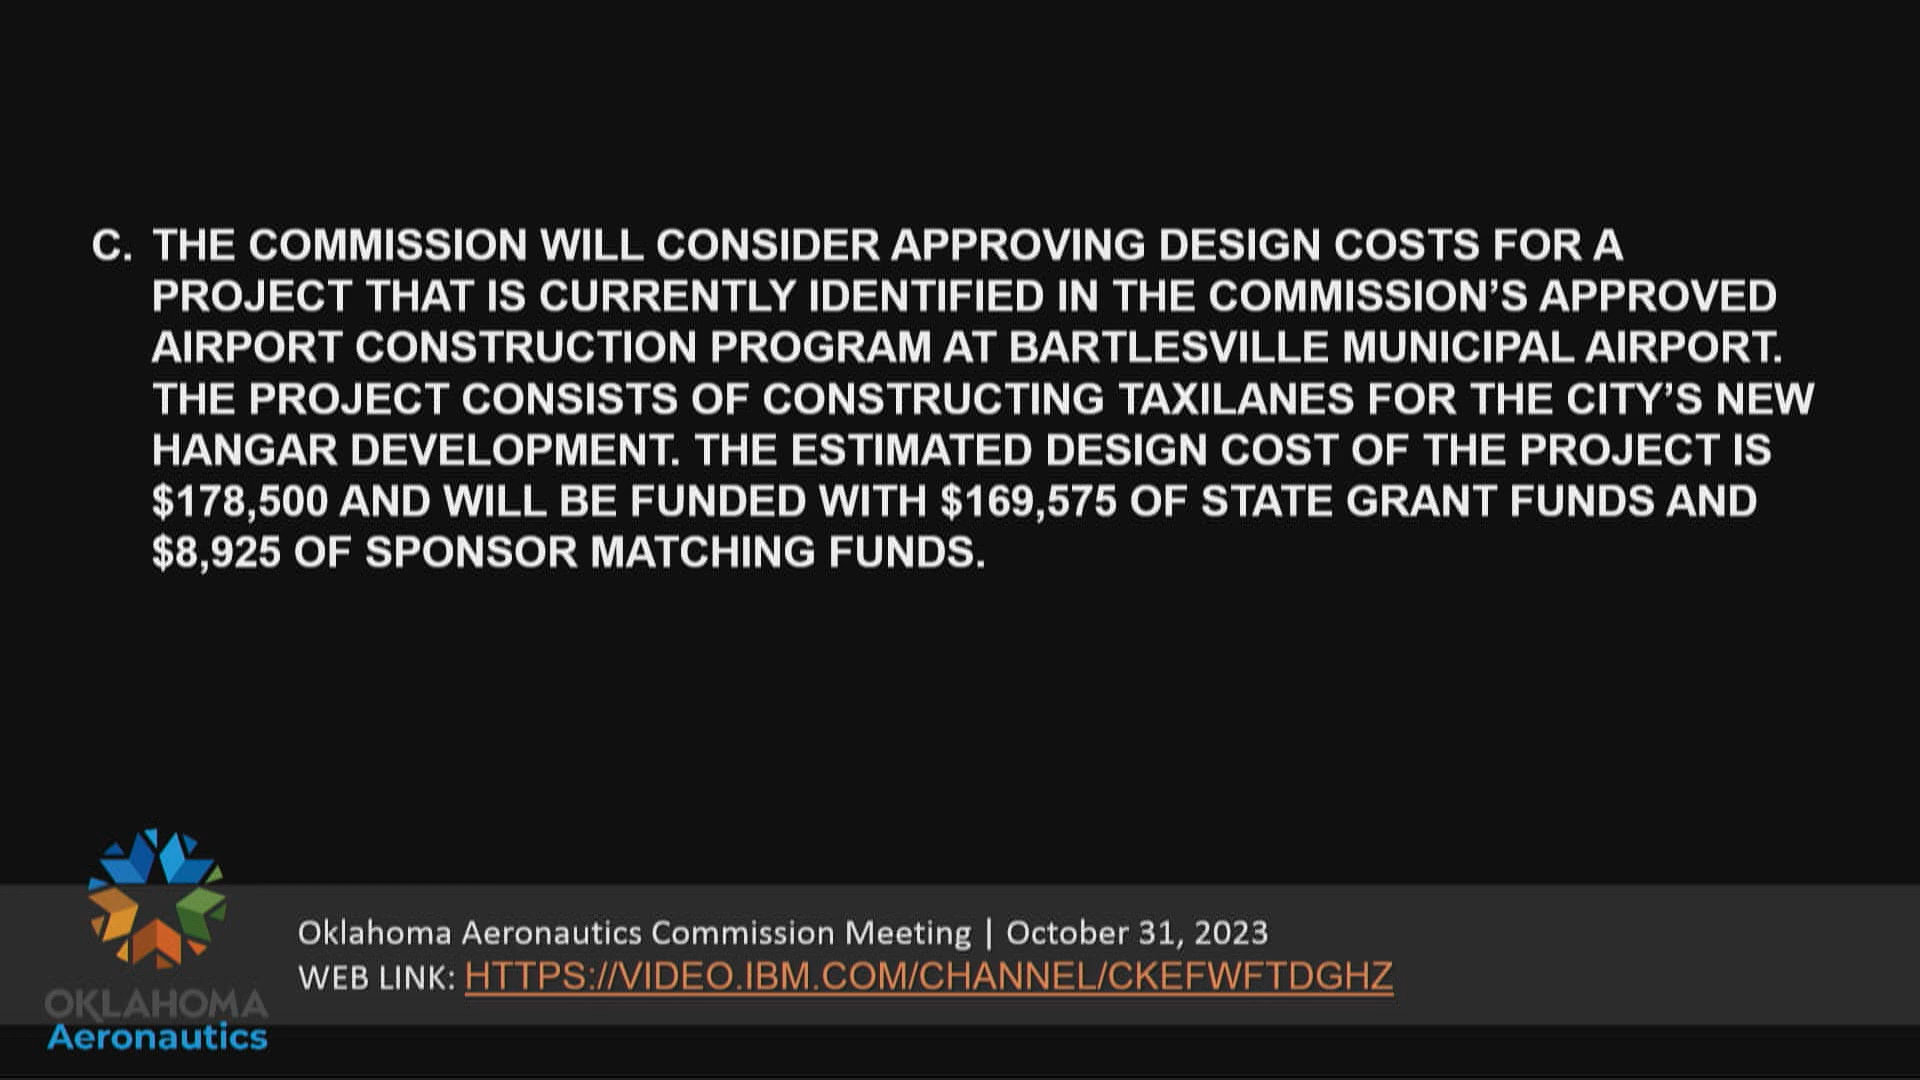 C. THE COMMISSION WILL CONSIDER APPROVING DESIGN COSTS FOR A
PROJECT THAT IS CURRENTLY IDENTIFIED IN THE COMMISSION’S APPROVED
AIRPORT CONSTRUCTION PROGRAM AT BARTLESVILLE MUNICIPAL AIRPORT.
THE PROJECT CONSISTS OF CONSTRUCTING TAXILANES FOR THE CITY’S NEW
HANGAR DEVELOPMENT. THE ESTIMATED DESIGN COST OF THE PROJECT IS
$178,500 AND WILL BE FUNDED WITH $169,575 OF STATE GRANT FUNDS AND
$8,925 OF SPONSOR MATCHING FUNDS.
Oklahoma Aeronautics Commission Meeting | October 31, 2023
WEB LINK: HTTPS://VIDEO.IBM.COM/CHANNEL/CKEFWFTDGHZ
OKLAHOMA
Aeronautics